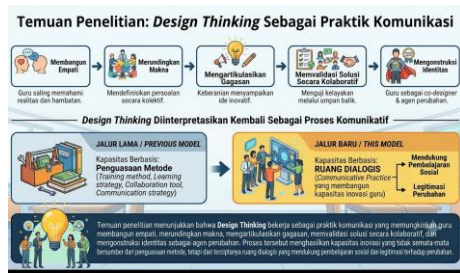 Temuan Penelitian: Design Thinking Sebagai Praktik Komunikasi
Membangun
Empati
Guru saling memahami
realitas dan hambatan.
Merundingkan
Makna
Mendefinisikan persoalan
secara kolektif.
Mengartikulasikan
Gagasan
Keberanian menyampaikan
ide inovatif.
Memvalidasi Solusi
Secara Kolaboratif
Menguji kelayakan
melalui umpan balik.
Mengonstruksi
Identitas
Guru sebagai co-designer
& agen perubahan.
Design Thinking Diinterpretasikan Kembali Sebagai Proses Komunikatif
JALUR LAMA / PREVIOUS MODEL
Kapasitas Berbasis:
Penguasaan Metode
(Training method, Learning
strategy, Collaboration tool,
Communication strategy)
JALUR BARU / THIS MODEL
Kapasitas Berbasis:
RUANG DIALOGIS
(Communicative Practice
yang membangun
kapasitas inovasi guru)
Mendukung
Pembelajaran
Sosial
Legitimasi
Perubahan
Temuan penelitian menunjukkan bahwa Design Thinking bekerja sebagai praktik komunikasi yang memungkinkan guru
membangun empati, merundingkan makna, mengartikulasikan gagasan, memvalidasi solusi secara kolaboratif, dan
mengonstruksi identitas sebagai agen perubahan. Proses tersebut menghasilkan kapasitas inovasi yang tidak semata-mata
bersumber dari penguasaan metode, tetapi dari terciptanya ruang dialogis yang mendukung pembelajaran sosial dan legitimasi terhadap perubahan.